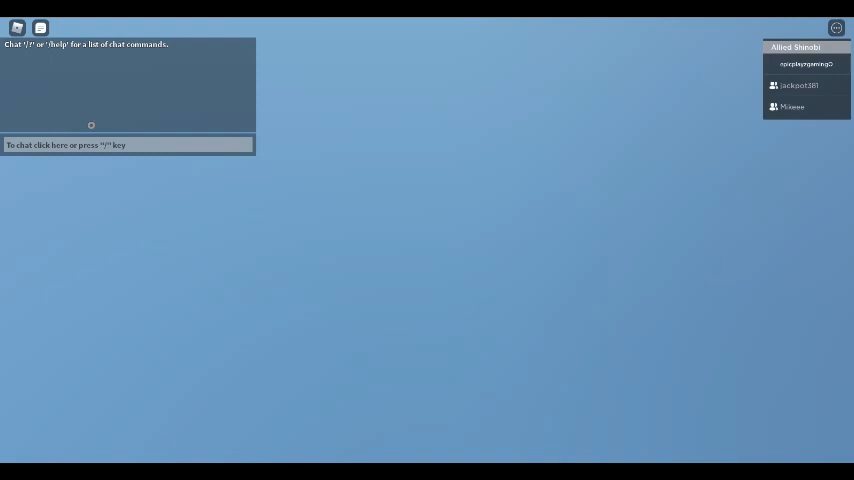 Chat '/?' or '/help' for a list of chat commands.
To chat click here or press "/" key
Allied Shinobi
npicplayzgamingO
Jackpot381
Mikeee